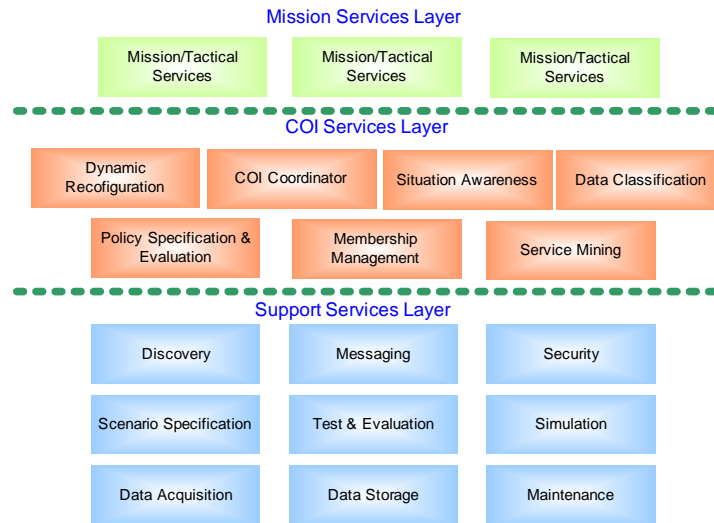 Mission Services Layer
Mission/Tactical
Services
Mission/Tactical
Services
Mission/Tactical
Services
COI Services Layer
Dynamic
Recofiguration
COI Coordinator
Situation Awareness
Data Classification
Policy Specification &
Evaluation
Membership
Management
Service Mining
Support Services Layer
Discovery
Messaging
Security
Scenario Specification
Test & Evaluation
Simulation
Data Acquisition
Data Storage
Maintenance